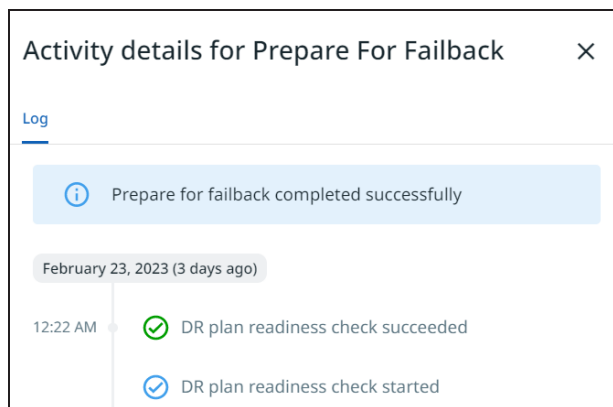 Activity details for Prepare For Failback
Log
Prepare for failback completed successfully
February 23, 2023 (3 days ago)
12:22 AM DR plan readiness check succeeded
DR plan readiness check started